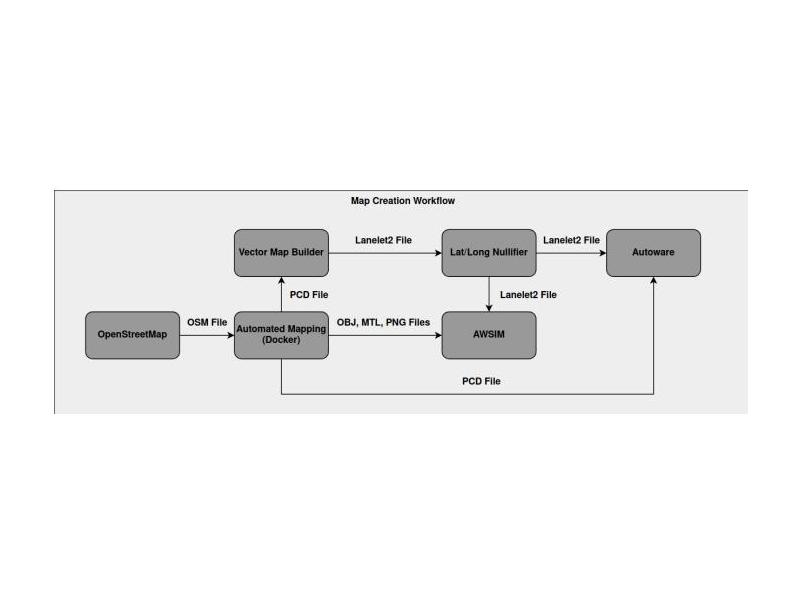 Map Creation Workflow
Vector Map Builder
Lanelet2 File
Lat/Long Nullifier
Lanelet2 File
Autoware
PCD File
Lanelet2 File
OpenStreetMap
OSM File
Automated Mapping
(Docker)
OBJ, MTL, PNG Files
AWSIM
PCD File